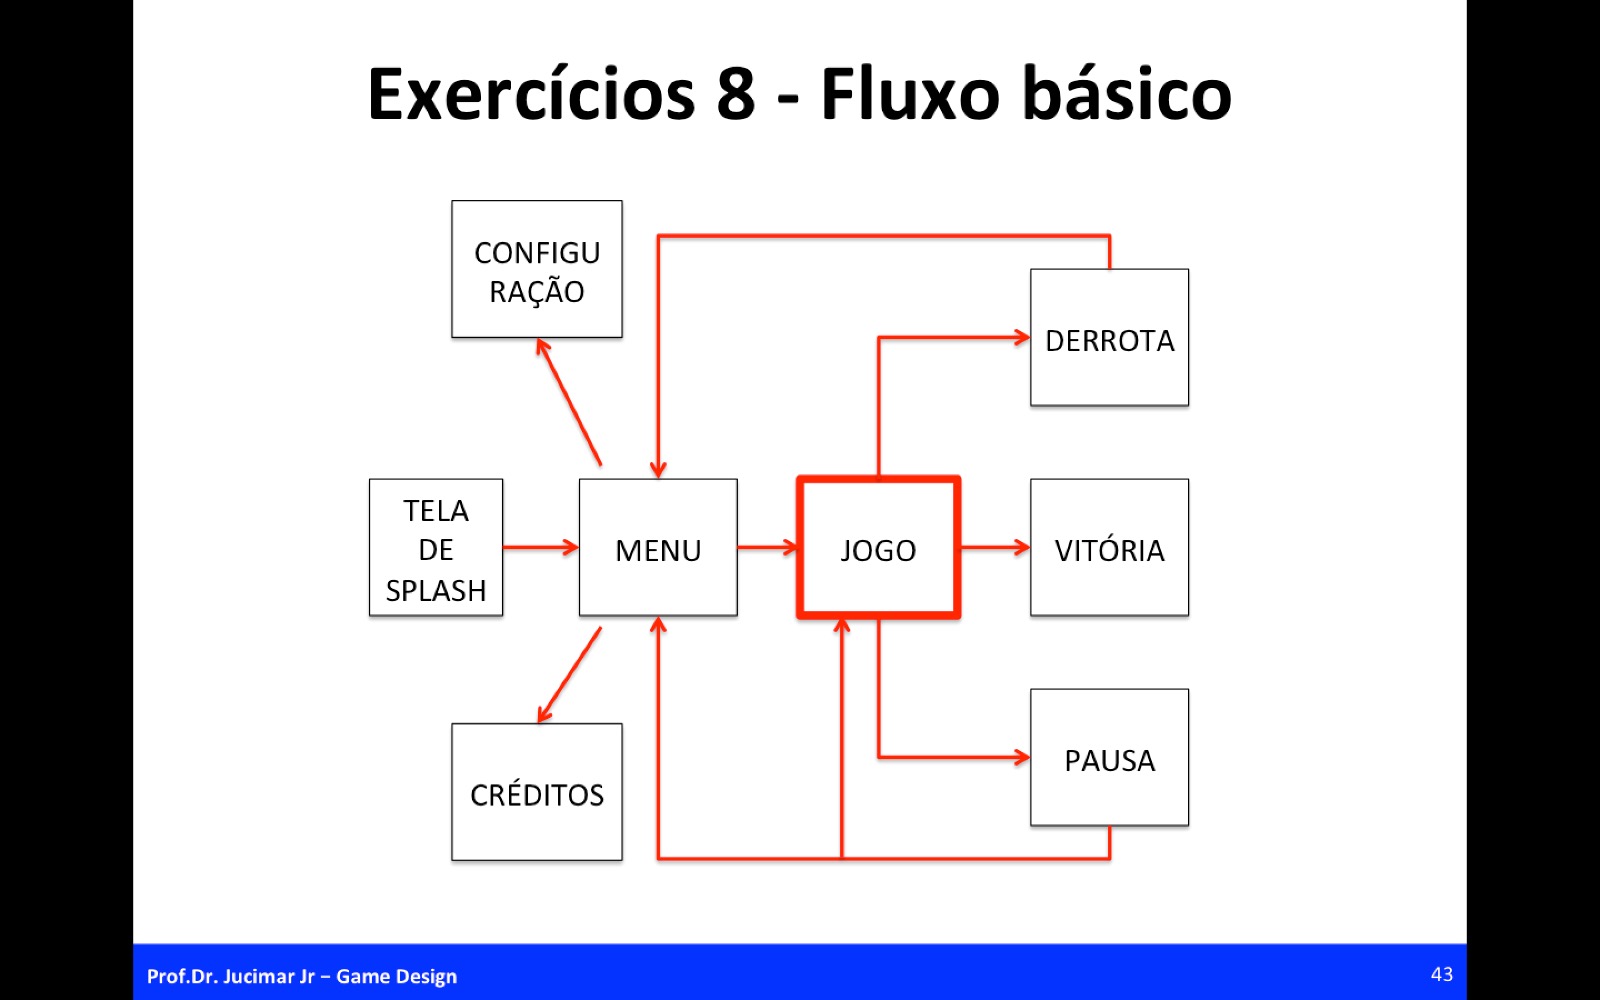 Exercícios 8 - Fluxo básico
CONFIGU
RAÇÃO
DERROTA
TELA
DE
SPLASH
MENU
JOGO
VITÓRIA
PAUSA
CRÉDITOS
Prof.Dr. Jucimar Jr – Game Design
43